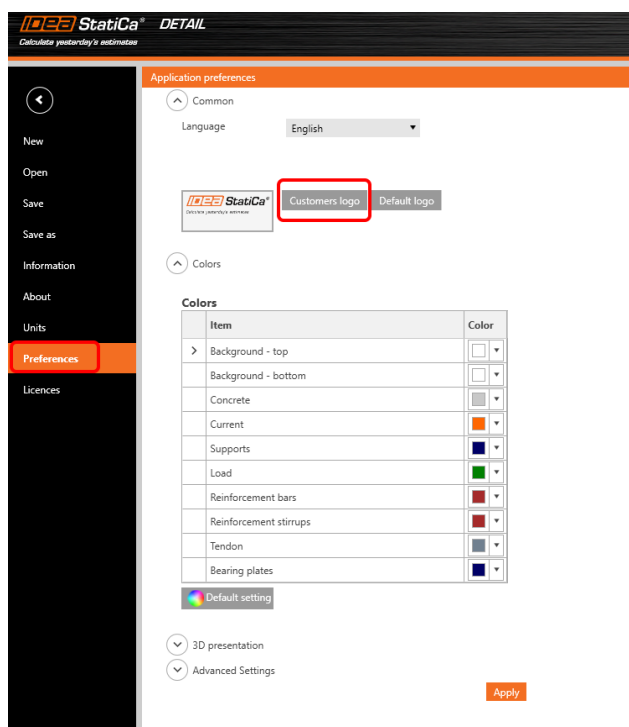 IDEA StatiCa® DETAIL
Calculate yesterday's estimates
Application preferences
Common
Language English
New
Open
Save
IDEA StatiCa®
Calculate yesterday's estimates
Customers logo Default logo
Save as
Information
Colors
About
Colors
Units
Item Color
Preferences
Background - top
Background - bottom
Licences
Concrete
Current
Supports
Load
Reinforcement bars
Reinforcement stirrups
Tendon
Bearing plates
Default setting
3D presentation
Advanced Settings
Apply